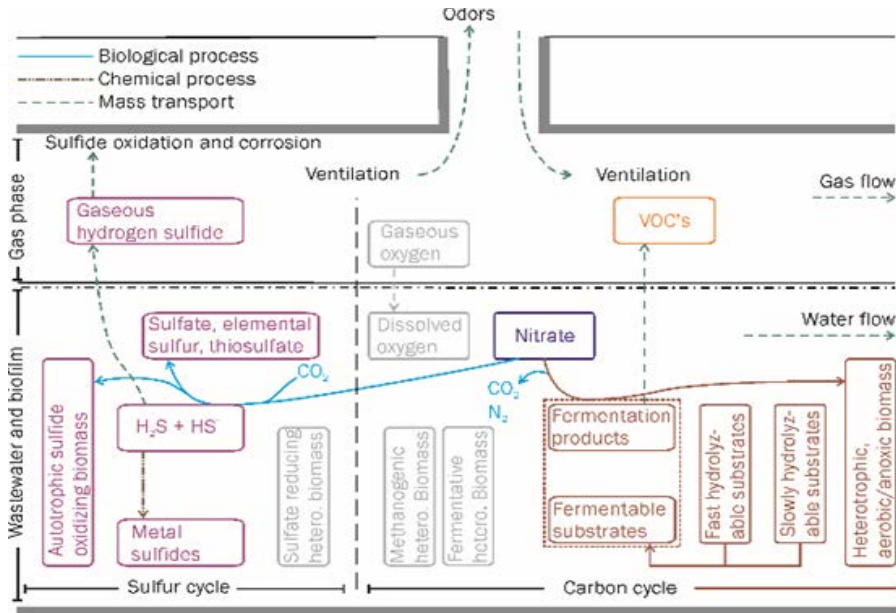 Odors
Biological process
Chemical process
Mass transport
Sulfide oxidation and corrosion
Ventilation
Ventilation
Gas flow
Gas phase
Gaseous
hydrogen sulfide
Gaseous
oxygen
VOC's
Water flow
Wastewater and biofilm
Sulfate, elemental
sulfur, thiosulfate
Dissolved
oxygen
Nitrate
CO₂
CO₂
N₂
Autotrophic sulfide
oxidizing biomass
H₂S + HS⁻
Metal
sulfides
Sulfate reducing
hetero. biomass
Methanogenic
hetero. Biomass
Fermentative
hetero. Biomass
Fermentation
products
Fermentable
substrates
Fast hydrolyz-
able substrates
Slowly hydrolyz-
able substrates
Heterotrophic,
aerobic/anoxic biomass
Sulfur cycle
Carbon cycle